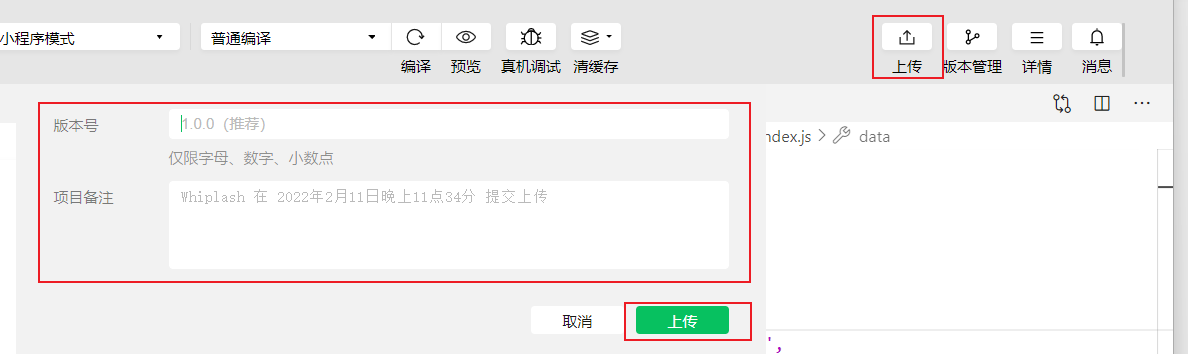 小程序模式
普通编译
编译
预览
真机调试
清缓存
上传
版本管理
详情
消息
ndex.js
data
版本号
1.0.0 (推荐)
仅限字母、数字、小数点
项目备注
Whiplash 在 2022年2月11日晚上11点34分 提交上传
取消
上传
",